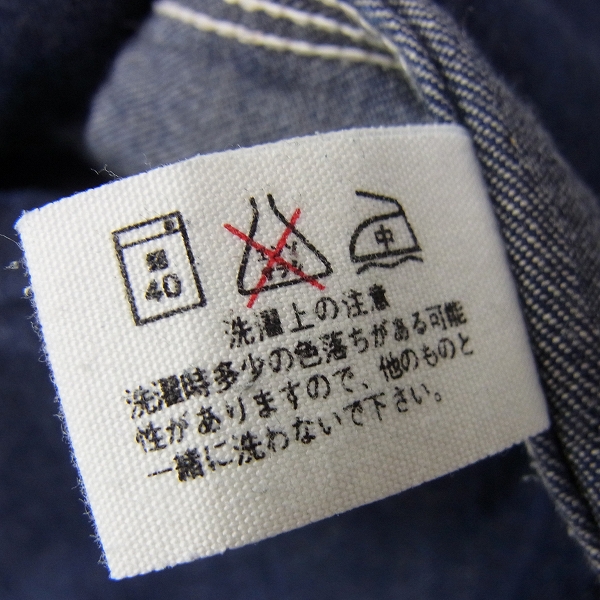 40
中
洗濯上の注意
洗濯時多少の色落ちがある可能
性がありますので、他のものと
一緒に洗わないで下さい。